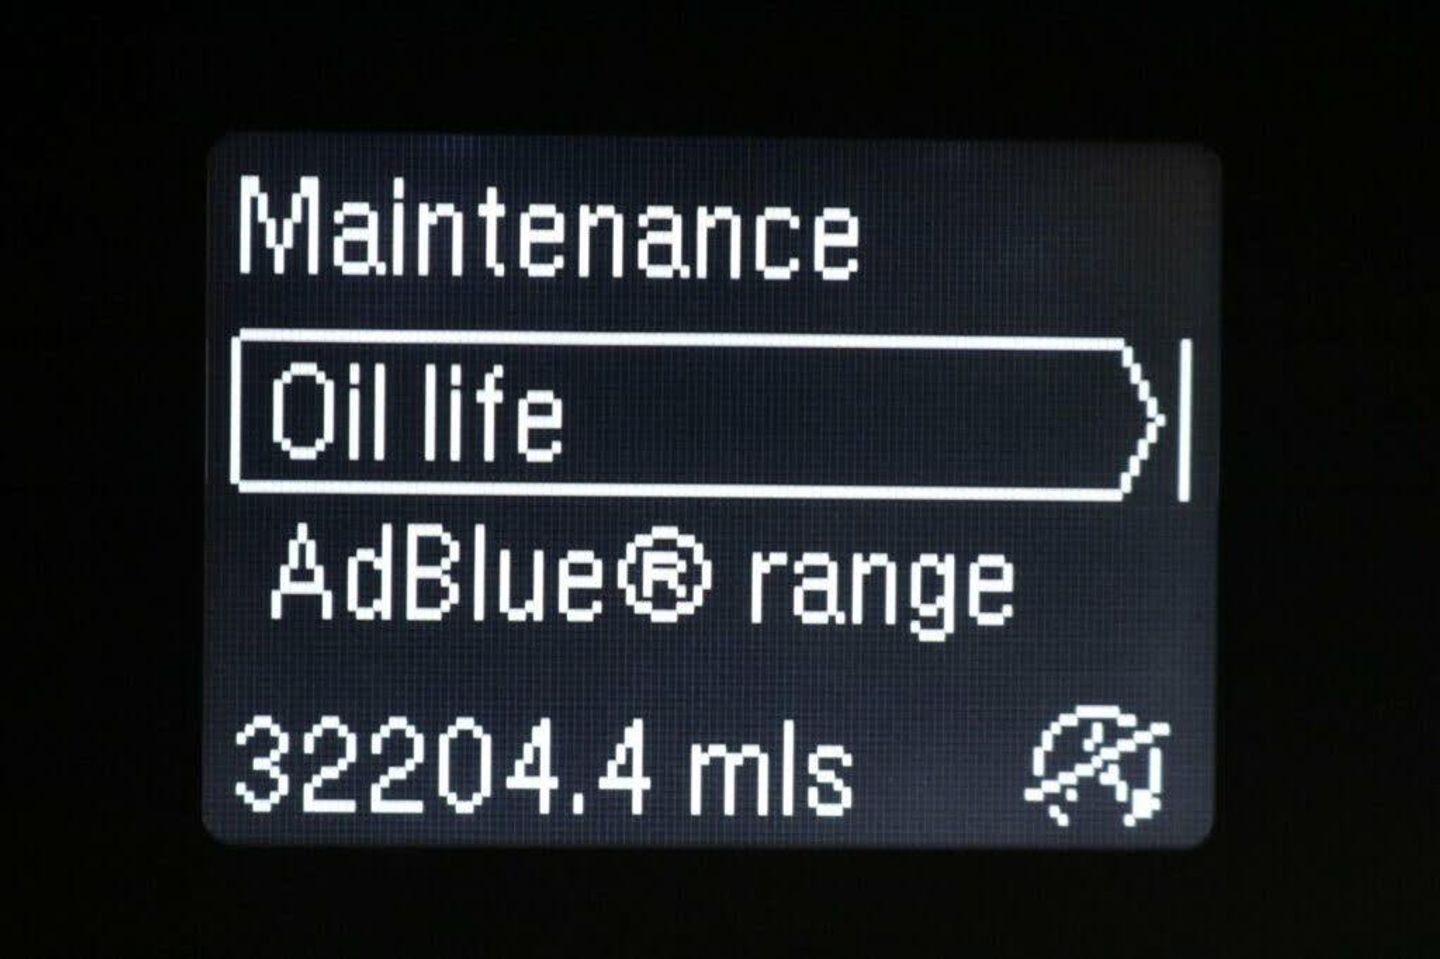 Maintenance
Oil life
AdBlue® range
32204.4 mls